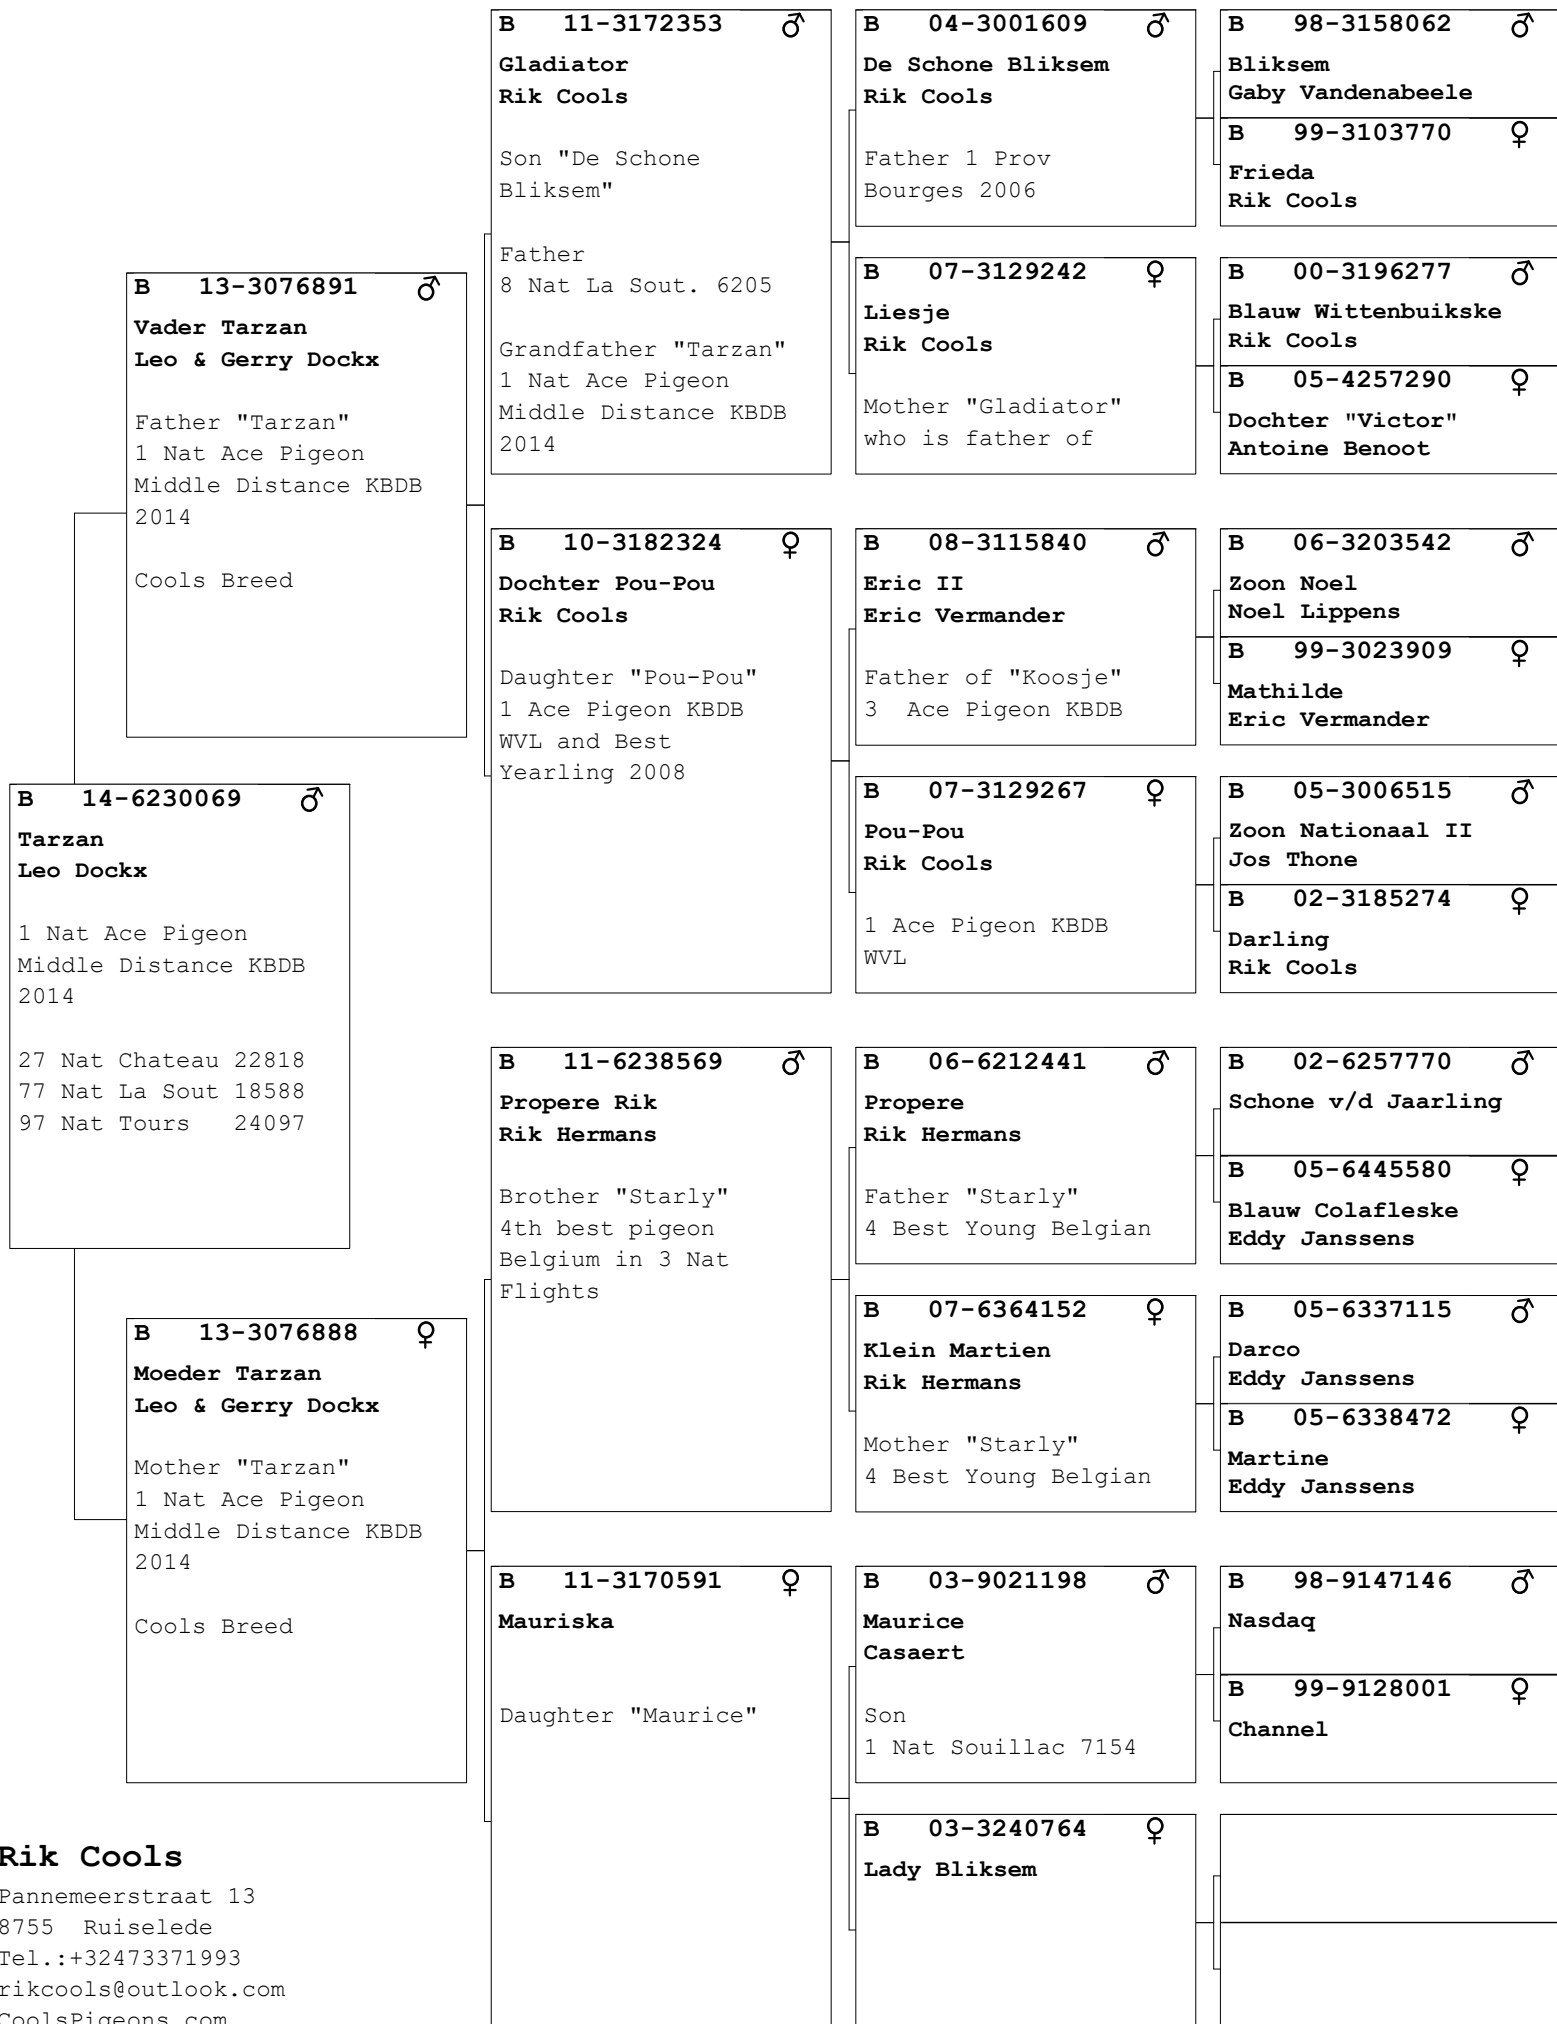 B 14-6230069 ♂
Tarzan
Leo Dockx
1 Nat Ace Pigeon
Middle Distance KBDB
2014
27 Nat Chateau 22818
77 Nat La Sout 18588
97 Nat Tours 24097
B 13-3076891 ♂
Vader Tarzan
Leo & Gerry Dockx
Father "Tarzan"
1 Nat Ace Pigeon
Middle Distance KBDB
2014
Cools Breed
B 13-3076888 ♀
Moeder Tarzan
Leo & Gerry Dockx
Mother "Tarzan"
1 Nat Ace Pigeon
Middle Distance KBDB
2014
Cools Breed
B 11-3172353 ♂
Gladiator
Rik Cools
Son "De Schone
Bliksem"
Father
8 Nat La Sout. 6205
Grandfather "Tarzan"
1 Nat Ace Pigeon
Middle Distance KBDB
2014
B 10-3182324 ♀
Dochter Pou-Pou
Rik Cools
Daughter "Pou-Pou"
1 Ace Pigeon KBDB
WVL and Best
Yearling 2008
B 11-6238569 ♂
Propere Rik
Rik Hermans
Brother "Starly"
4th best pigeon
Belgium in 3 Nat
Flights
B 11-3170591 ♀
Mauriska
Daughter "Maurice"
B 04-3001609 ♂
De Schone Bliksem
Rik Cools
Father 1 Prov
Bourges 2006
B 07-3129242 ♀
Liesje
Rik Cools
Mother "Gladiator"
who is father of
B 08-3115840 ♂
Eric II
Eric Vermander
Father of "Koosje"
3 Ace Pigeon KBDB
B 07-3129267 ♀
Pou-Pou
Rik Cools
1 Ace Pigeon KBDB
WVL
B 06-6212441 ♂
Propere
Rik Hermans
Father "Starly"
4 Best Young Belgian
B 07-6364152 ♀
Klein Martien
Rik Hermans
Mother "Starly"
4 Best Young Belgian
B 03-9021198 ♂
Maurice
Casaert
Son
1 Nat Souillac 7154
B 03-3240764 ♀
Lady Bliksem
B 98-3158062 ♂
Bliksem
Gaby Vandenabeele
B 99-3103770 ♀
Frieda
Rik Cools
B 00-3196277 ♂
Blauw Wittenbuikske
Rik Cools
B 05-4257290 ♀
Dochter "Victor"
Antoine Benoot
B 06-3203542 ♂
Zoon Noel
Noel Lippens
B 99-3023909 ♀
Mathilde
Eric Vermander
B 05-3006515 ♂
Zoon Nationaal II
Jos Thone
B 02-3185274 ♀
Darling
Rik Cools
B 02-6257770 ♂
Schone v/d Jaarling
B 05-6445580 ♀
Blauw Colafleske
Eddy Janssens
B 05-6337115 ♂
Darco
Eddy Janssens
B 05-6338472 ♀
Martine
Eddy Janssens
B 98-9147146 ♂
Nasdaq
B 99-9128001 ♀
Channel
Rik Cools
Pannemeerstraat 13
8755 Ruiselede
Tel.:+32473371993
rikcools@outlook.com
CoolsPigeons.com